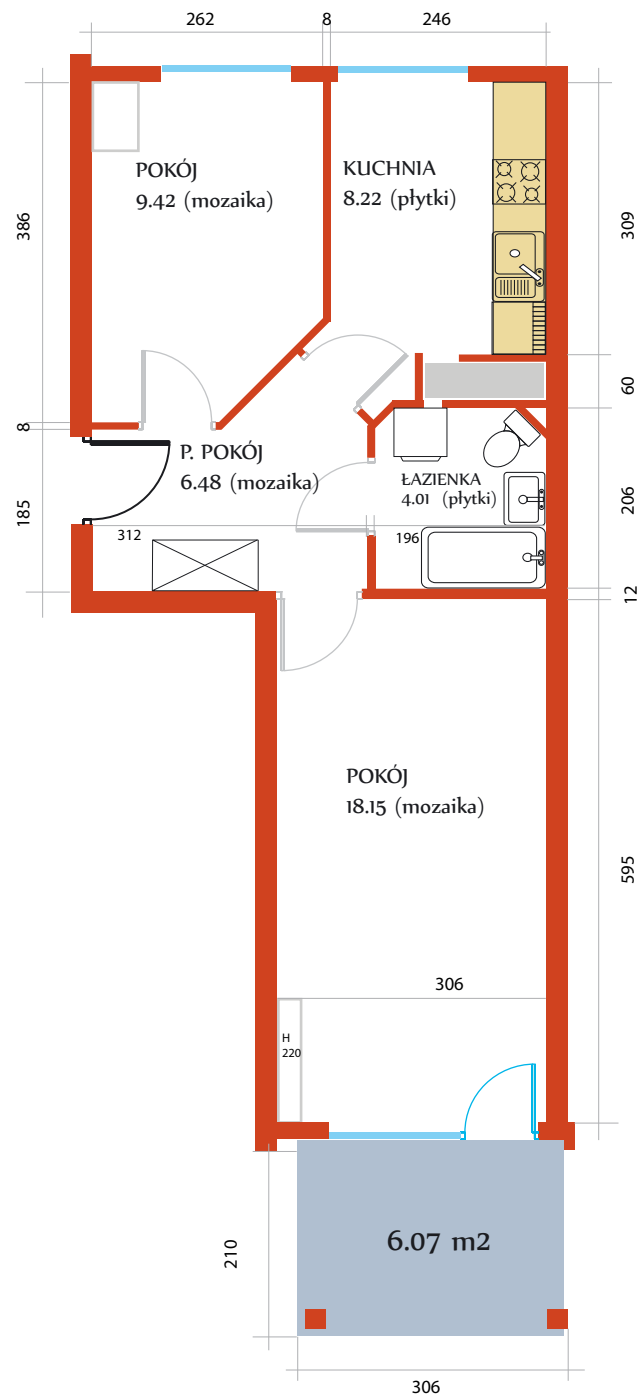 262 8 246
POKÓJ
9.42 (mozaika)
KUCHNIA
8.22 (płytki)
386
309
60
8
P. POKÓJ
6.48 (mozaika)
ŁAZIENKA
4.01 (płytki)
185
206
312
196
12
POKÓJ
18.15 (mozaika)
595
306
H
220
6.07 m2
210
306